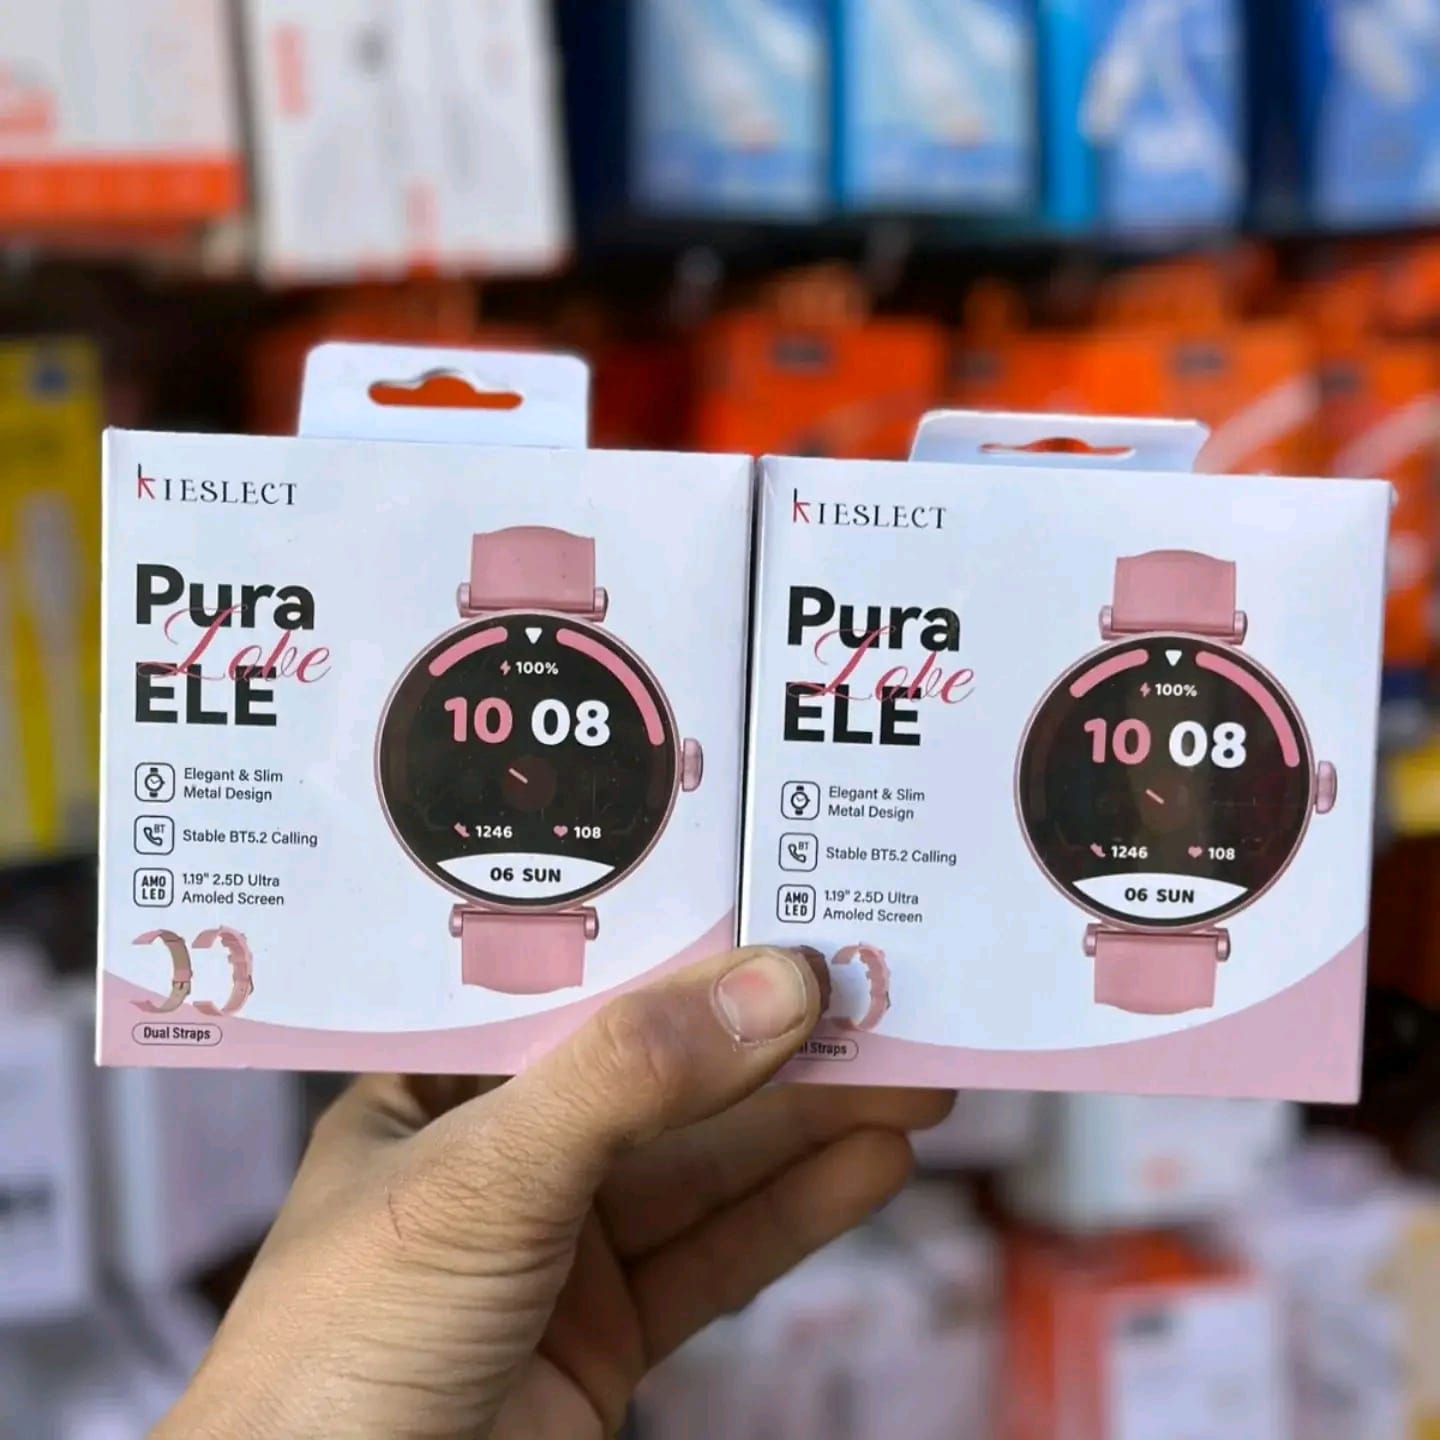 KIESLECT
Pura
Love
ELE
Elegant & Slim
Metal Design
BT
Stable BT5.2 Calling
AMO
LED
1.19" 2.5D Ultra
Amoled Screen
Dual Straps
100%
10 08
1246 108
06 SUN
KIESLECT
Pura
Love
ELE
Elegant & Slim
Metal Design
BT
Stable BT5.2 Calling
AMO
LED
1.19" 2.5D Ultra
Amoled Screen
Straps
100%
10 08
1246 108
06 SUN